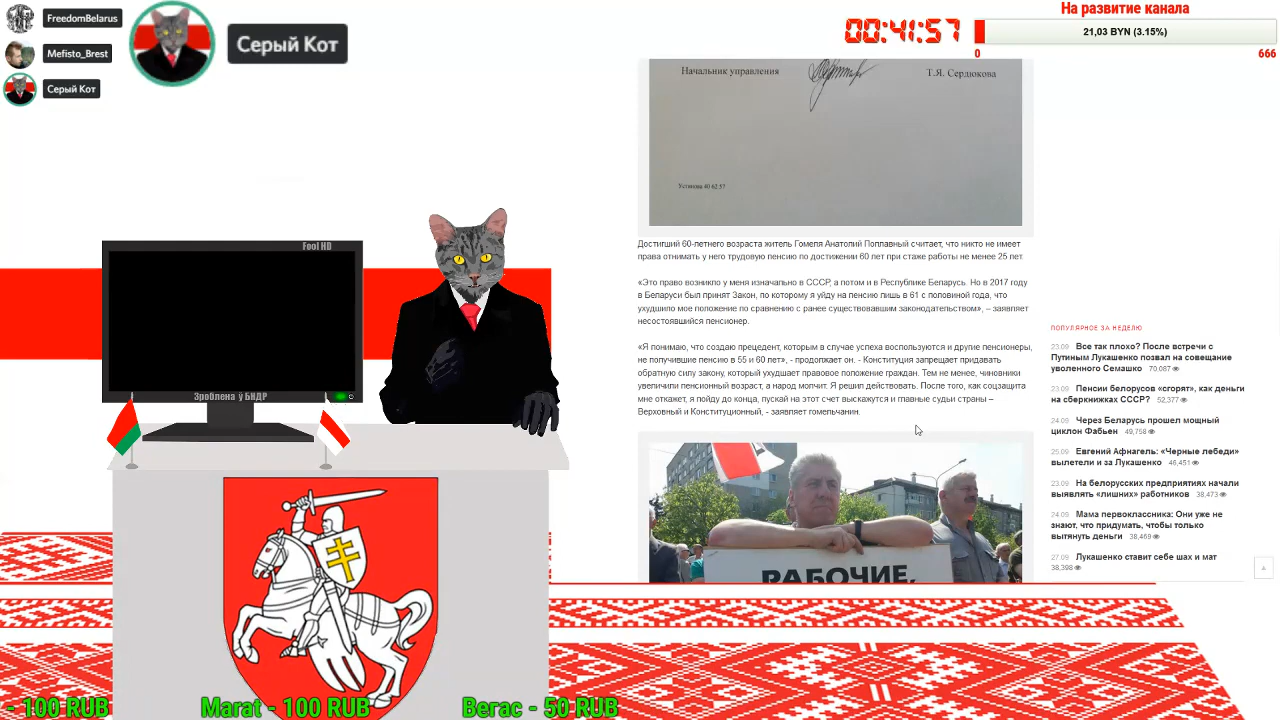 FreedomBelarus
Mefisto_Brest
Серый Кот
Серый Кот
00:41:57
На развитие канала
21,03 BYN (3.15%)
0
666
Fool HD
Зроблена ў БНДР
Начальник управления
Т.Я. Сердюкова
Устинова 40 62 57
Достигший 60-летнего возраста житель Гомеля Анатолий Поплавный считает, что никто не имеет
права отнимать у него трудовую пенсию по достижении 60 лет при стаже работы не менее 25 лет
«Это право возникло у меня изначально в СССР, а потом и в Республике Беларусь. Но в 2017 году
в Беларуси был принят Закон, по которому я уйду на пенсию лишь в 61 с половиной года, что
ухудшило мое положение по сравнению с ранее существовавшим законодательством», – заявляет
несостоявшийся пенсионер.
«Я понимаю, что создаю прецедент, которым в случае успеха воспользуются и другие пенсионеры,
не получившие пенсию в 55 и 60 лет», - продолжает он. - Конституция запрещает придавать
обратную силу закону, который ухудшает правовое положение граждан. Тем не менее, чиновники
увеличили пенсионный возраст, а народ молчит. Я решил действовать. После того, как соцзащита
мне откажет, я пойду до конца, пускай на этот счет выскажутся и главные судьи страны –
Верховный и Конституционный, - заявляет гомельчанин.
РАБОЧИЕ,
ПОПУЛЯРНОЕ ЗА НЕДЕЛЮ
23.09 Все так плохо? После встречи с
Путиным Лукашенко позвал на совещание
уволенного Семашко 70,087
23.09 Пенсии белорусов «сгорят», как деньги
на сберкнижках СССР? 52,377
24.09 Через Беларусь прошел мощный
циклон Фабьен 49,758
25.09 Евгений Афнагель: «Черные лебеди»
вылетели и за Лукашенко 46,451
23.09 На белорусских предприятиях начали
выявлять «лишних» работников 38,473
24.09 Мама первоклассника: Они уже не
знают, что придумать, чтобы только
вытянуть деньги 38,469
27.09 Лукашенко ставит себе шах и мат
38,398
- 100 RUB
Marat - 100 RUB
Вегас - 50 RUB